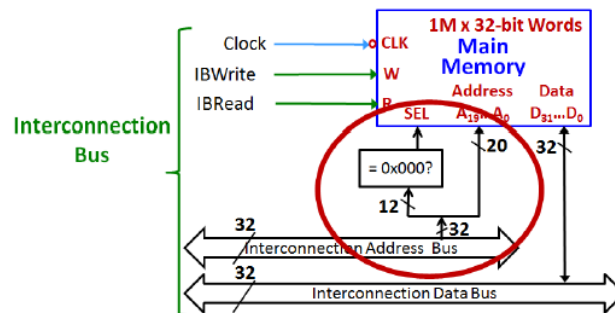 1M x 32-bit Words
Clock
CLK
Main
Memory
IBWrite
W
Address
Data
IBRead
R
SEL
A19...A0
D31...D0
Interconnection
Bus
20
32
= 0x000?
12
32
32
Interconnection Address Bus
32
Interconnection Data Bus